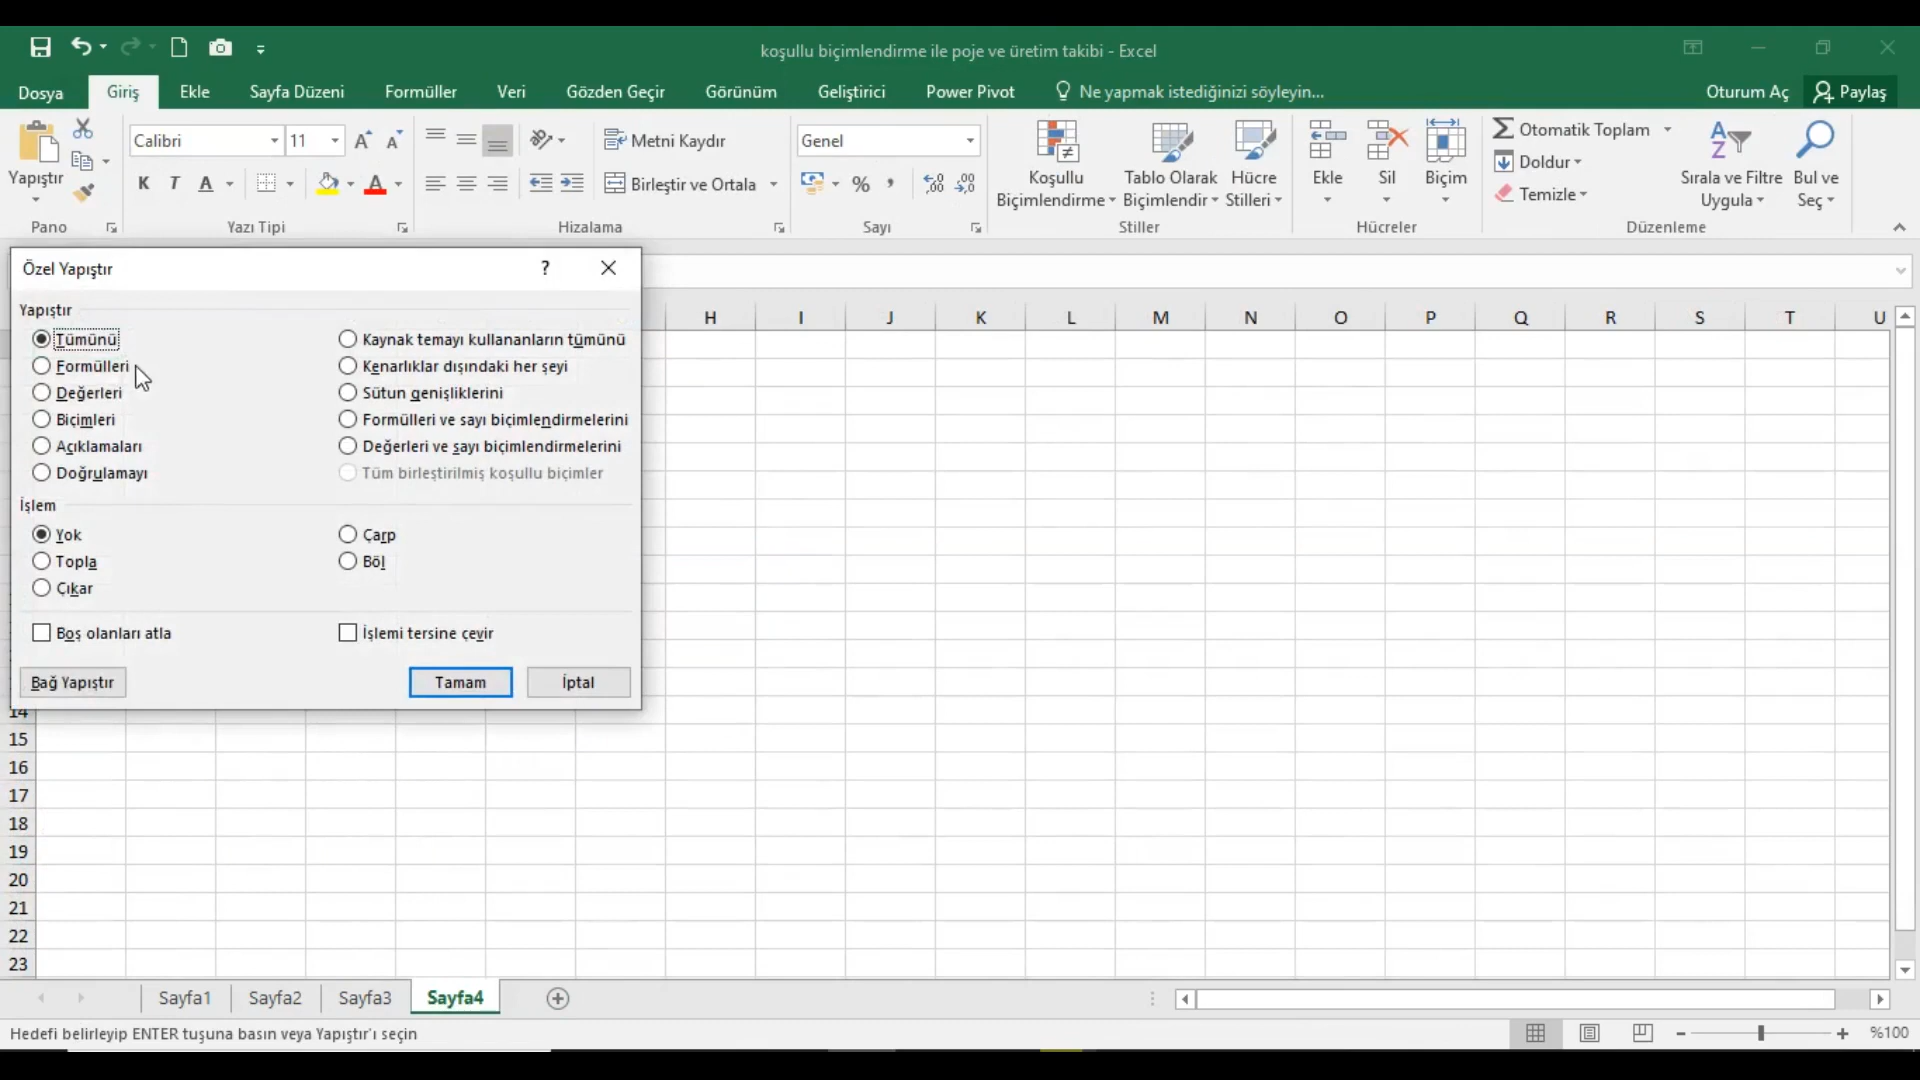 koşullu biçimlendirme ile poje ve üretim takibi - Excel
Dosya Giriş Ekle Sayfa Düzeni Formüller Veri Gözden Geçir Görünüm Geliştirici Power Pivot Ne yapmak istediğinizi söyleyin... Oturum Aç Paylaş
Yapıştır
Pano
Calibri 11
K T A
Yazı Tipi
Metni Kaydır
Birleştir ve Ortala
Hizalama
Genel
%
Sayı
Koşullu Biçimlendirme
Tablo Olarak Biçimlendir
Hücre Stilleri
Stiller
Ekle
Sil
Biçim
Hücreler
Otomatik Toplam
Doldur
Temizle
Sırala ve Filtre Uygula
Bul ve Seç
Düzenleme
Özel Yapıştır ?
Yapıştır
Tümünü
Formülleri
Değerleri
Biçimleri
Açıklamaları
Doğrulamayı
Kaynak temayı kullananların tümünü
Kenarlıklar dışındaki her şeyi
Sütun genişliklerini
Formülleri ve sayı biçimlendirmelerini
Değerleri ve sayı biçimlendirmelerini
Tüm birleştirilmiş koşullu biçimler
İşlem
Yok
Topla
Çıkar
Çarp
Böl
Boş olanları atla
İşlemi tersine çevir
Bağ Yapıştır Tamam İptal
H I J K L M N O P Q R S T U
14
15
16
17
18
19
20
21
22
23
Sayfa1 Sayfa2 Sayfa3 Sayfa4
Hedefi belirleyip ENTER tuşuna basın veya Yapıştır'ı seçin
%100